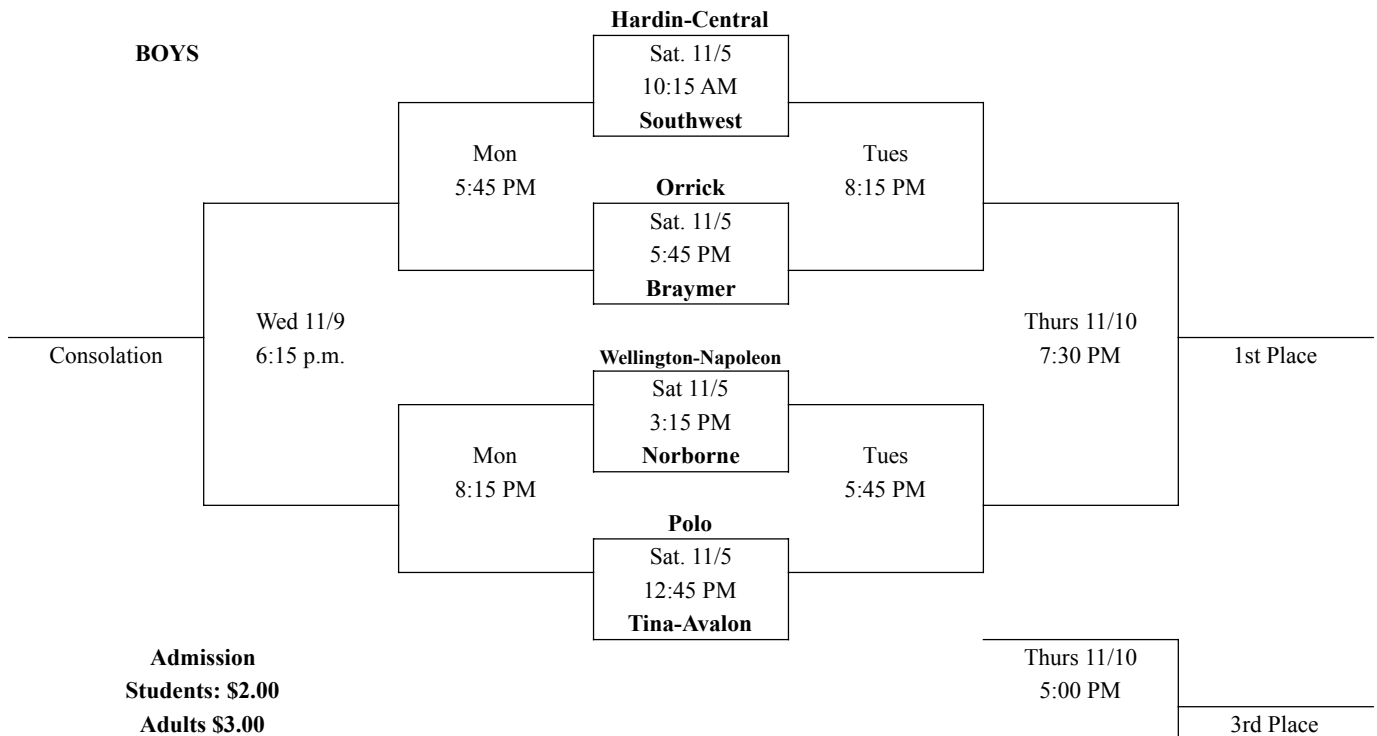 Hardin-Central
BOYS
Sat. 11/5
10:15 AM
Southwest
Mon
5:45 PM
Tues
8:15 PM
Orrick
Sat. 11/5
5:45 PM
Braymer
Wed 11/9
6:15 p.m.
Consolation
Thurs 11/10
7:30 PM
1st Place
Wellington-Napoleon
Sat 11/5
3:15 PM
Norborne
Mon
8:15 PM
Tues
5:45 PM
Polo
Sat. 11/5
12:45 PM
Tina-Avalon
Admission
Students: $2.00
Adults $3.00
Thurs 11/10
5:00 PM
3rd Place